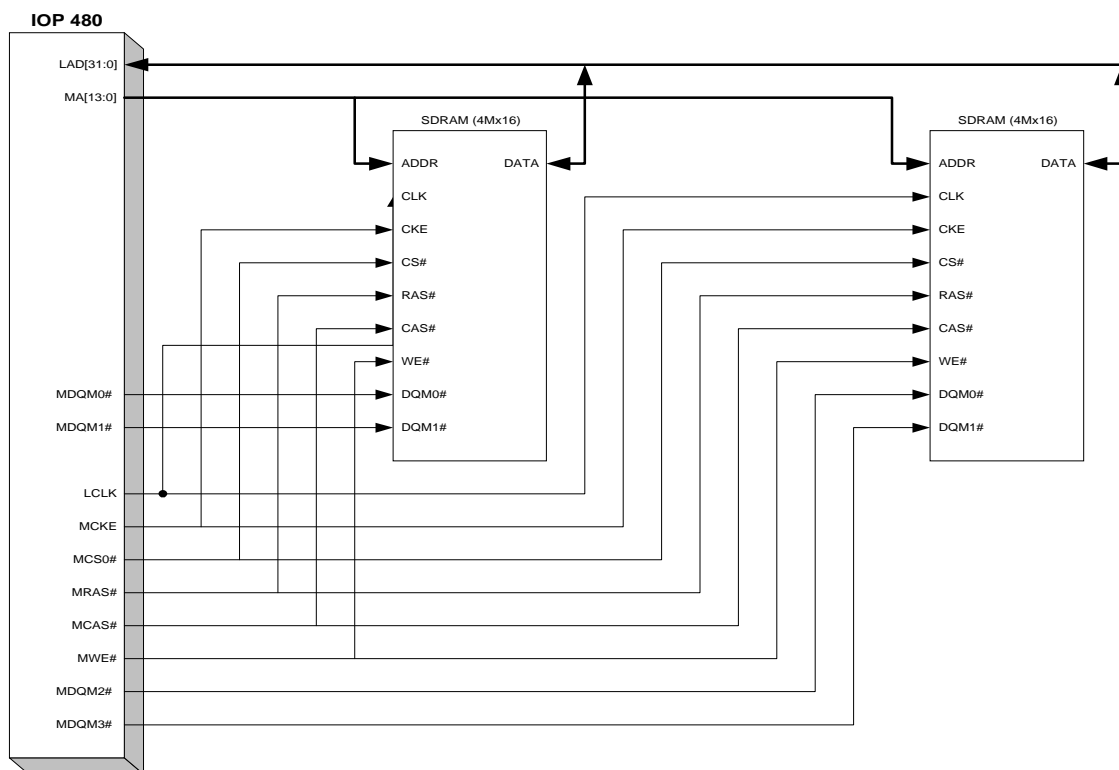 IOP 480
LAD[31:0]
MA[13:0]
MDQM0#
MDQM1#
LCLK
MCKE
MCS0#
MRAS#
MCAS#
MWE#
MDQM2#
MDQM3#
SDRAM (4Mx16)
ADDR DATA
CLK
CKE
CS#
RAS#
CAS#
WE#
DQM0#
DQM1#
SDRAM (4Mx16)
ADDR DATA
CLK
CKE
CS#
RAS#
CAS#
WE#
DQM0#
DQM1#